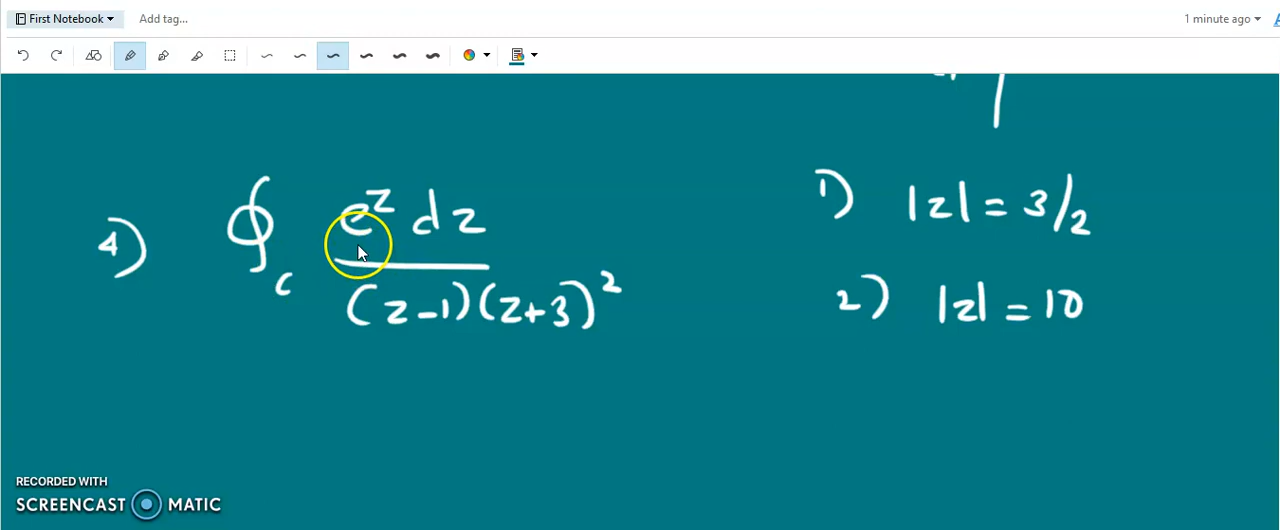 First Notebook Add tag... 1 minute ago
4) ∮c e^z dz / (z-1)(z+3)^2
1) |z| = 3/2
2) |z| = 10
RECORDED WITH
SCREENCAST MATIC